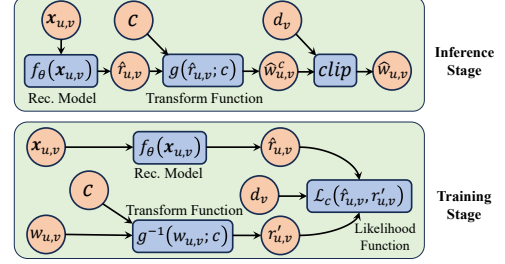 x_{u,v}
C
d_v
f_θ(x_{u,v})
r̂_{u,v}
g(r̂_{u,v}; c)
ŵ^c_{u,v}
clip
ŵ_{u,v}
Rec. Model
Transform Function
Inference
Stage
x_{u,v}
f_θ(x_{u,v})
r̂_{u,v}
Rec. Model
C
d_v
L_c(r̂_{u,v}, r'_{u,v})
Transform Function
w_{u,v}
g^{-1}(w_{u,v}; c)
r'_{u,v}
Likelihood
Function
Training
Stage